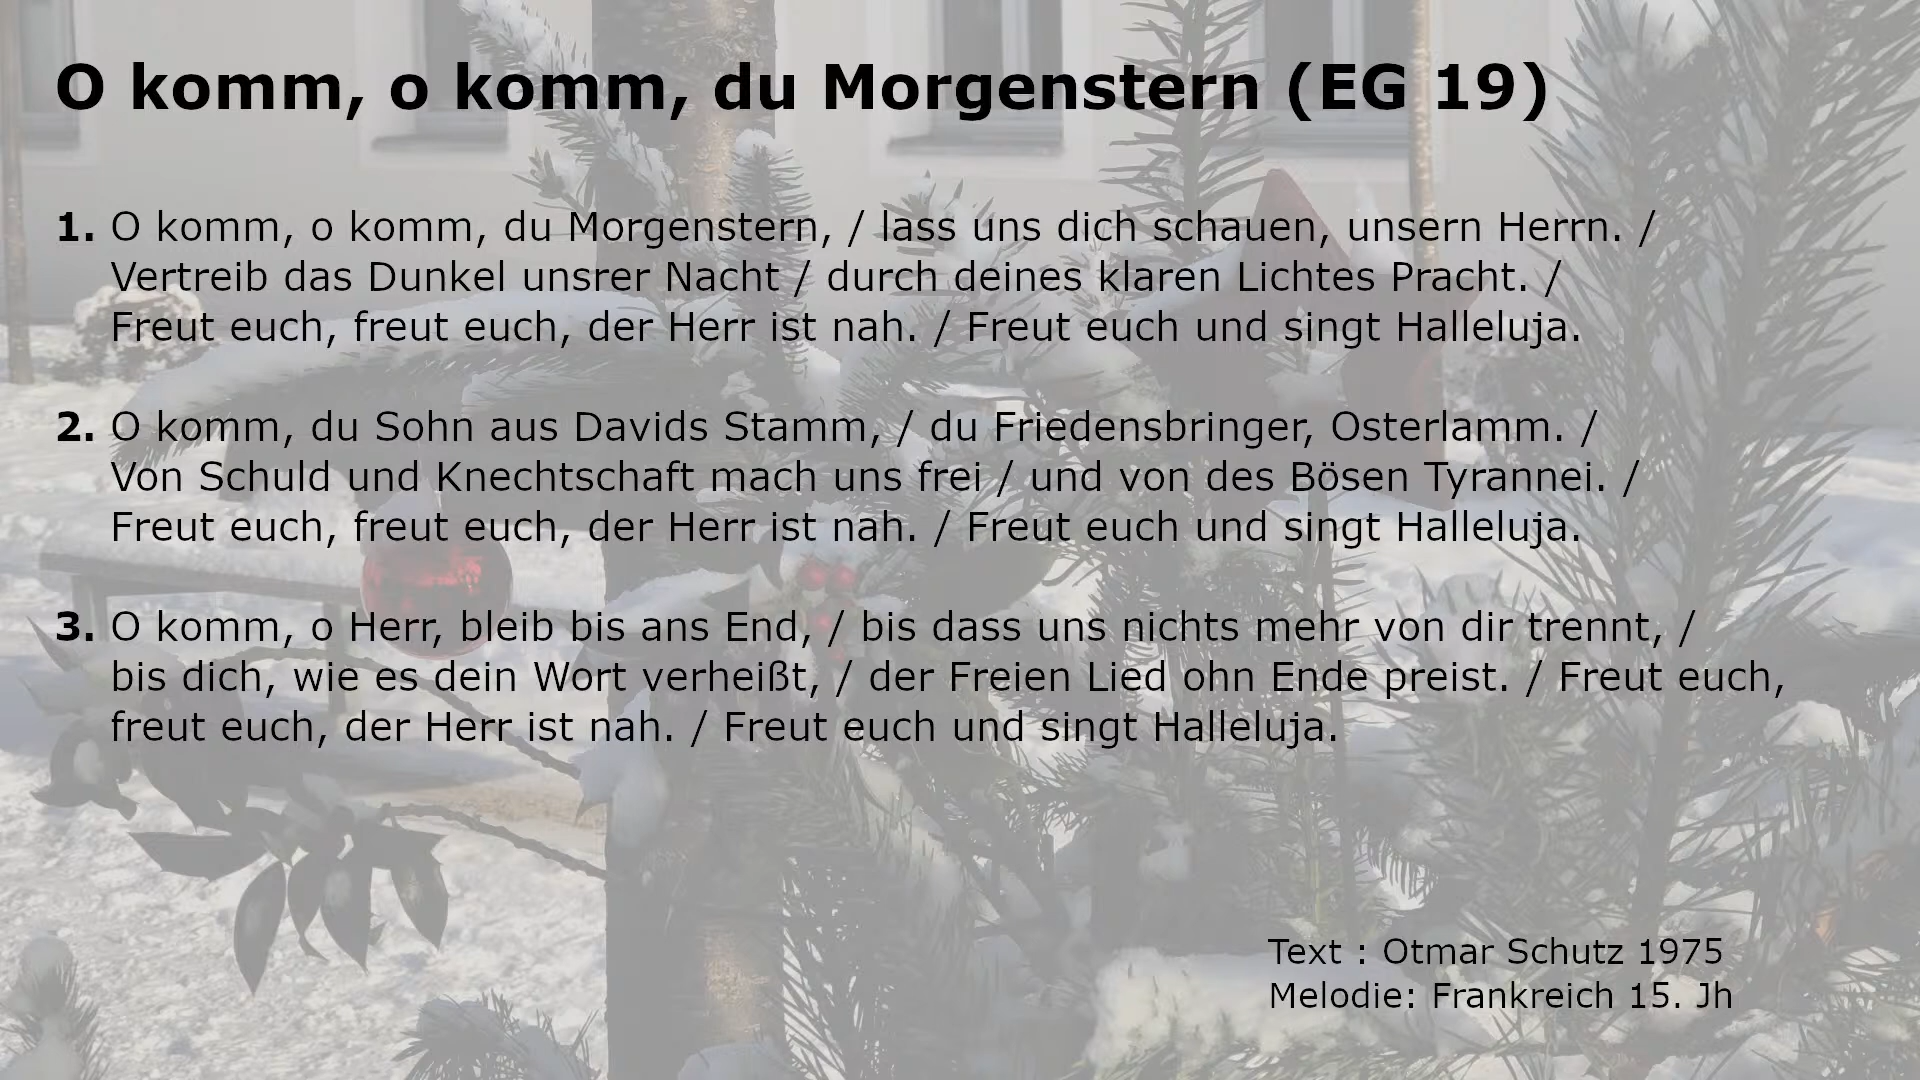 O komm, o komm, du Morgenstern (EG 19)
1. O komm, o komm, du Morgenstern, / lass uns dich schauen, unsern Herrn. /
Vertreib das Dunkel unsrer Nacht / durch deines klaren Lichtes Pracht. /
Freut euch, freut euch, der Herr ist nah. / Freut euch und singt Halleluja.
2. O komm, du Sohn aus Davids Stamm, / du Friedensbringer, Osterlamm. /
Von Schuld und Knechtschaft mach uns frei / und von des Bösen Tyrannei. /
Freut euch, freut euch, der Herr ist nah. / Freut euch und singt Halleluja.
3. O komm, o Herr, bleib bis ans End, / bis dass uns nichts mehr von dir trennt, /
bis dich, wie es dein Wort verheißt, / der Freien Lied ohn Ende preist. / Freut euch,
freut euch, der Herr ist nah. / Freut euch und singt Halleluja.
Text : Otmar Schutz 1975
Melodie: Frankreich 15. Jh